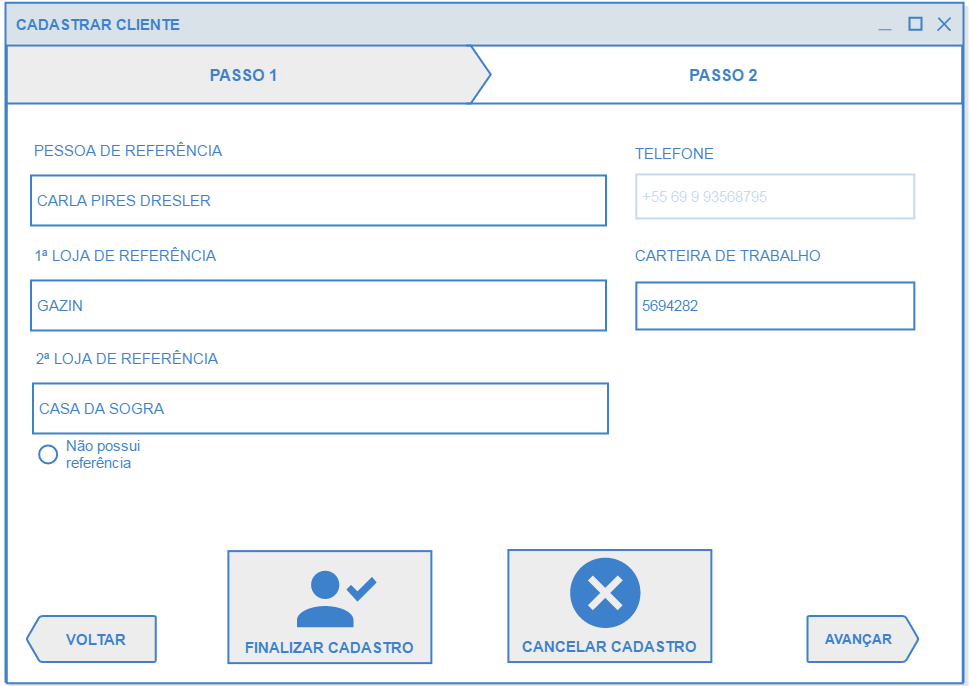 CADASTRAR CLIENTE
PASSO 1
PASSO 2
PESSOA DE REFERÊNCIA
TELEFONE
CARLA PIRES DRESLER
+55 69 9 93568795
1ª LOJA DE REFERÊNCIA
CARTEIRA DE TRABALHO
GAZIN
5694282
2ª LOJA DE REFERÊNCIA
CASA DA SOGRA
Não possui
referência
FINALIZAR CADASTRO
CANCELAR CADASTRO
VOLTAR
AVANÇAR